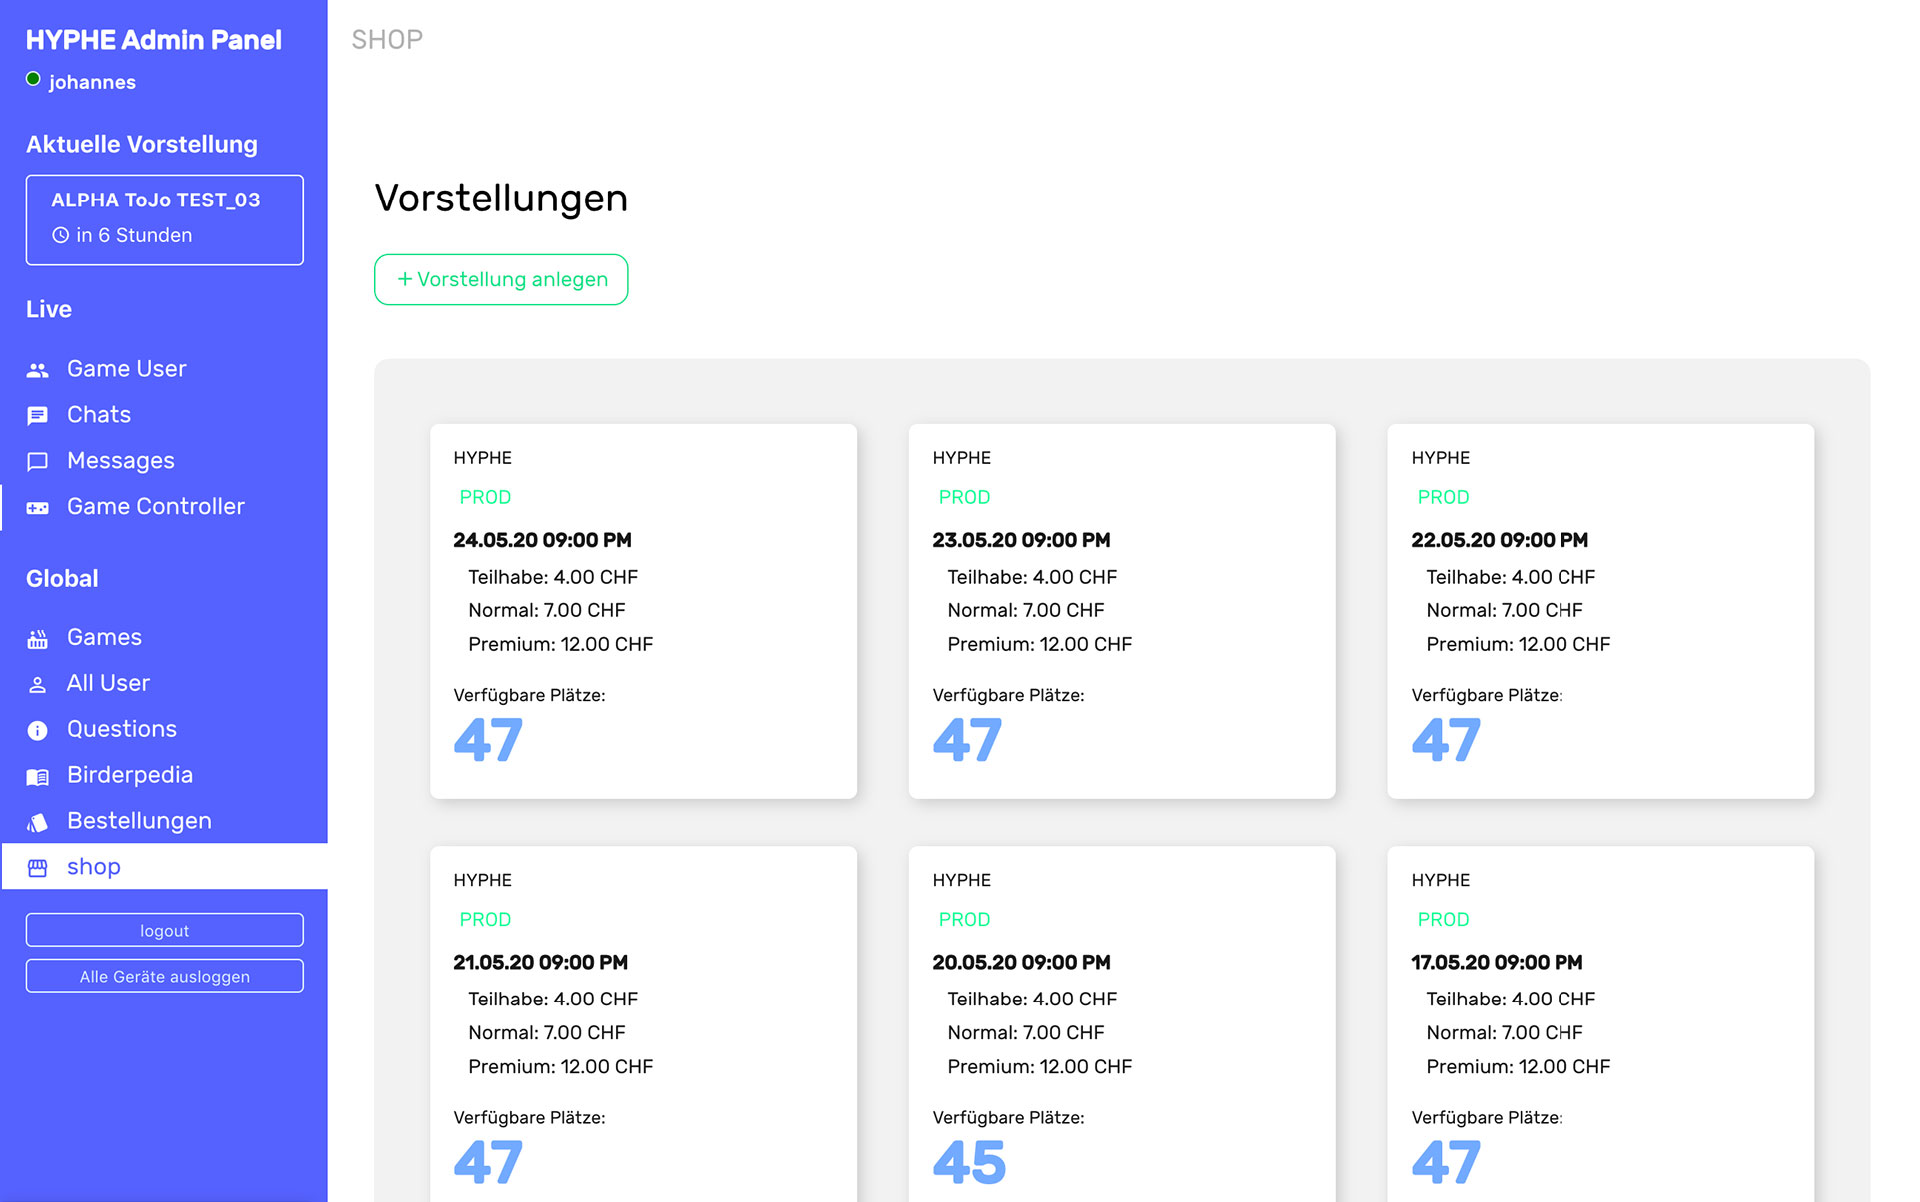 HYPHE Admin Panel
johannes
Aktuelle Vorstellung
ALPHA ToJo TEST_03
in 6 Stunden
Live
Game User
Chats
Messages
Game Controller
Global
Games
All User
Questions
Birderpedia
Bestellungen
shop
logout
Alle Geräte ausloggen
SHOP
Vorstellungen
+ Vorstellung anlegen
HYPHE
PROD
24.05.20 09:00 PM
Teilhabe: 4.00 CHF
Normal: 7.00 CHF
Premium: 12.00 CHF
Verfügbare Plätze:
47
HYPHE
PROD
23.05.20 09:00 PM
Teilhabe: 4.00 CHF
Normal: 7.00 CHF
Premium: 12.00 CHF
Verfügbare Plätze:
47
HYPHE
PROD
22.05.20 09:00 PM
Teilhabe: 4.00 CHF
Normal: 7.00 CHF
Premium: 12.00 CHF
Verfügbare Plätze:
47
HYPHE
PROD
21.05.20 09:00 PM
Teilhabe: 4.00 CHF
Normal: 7.00 CHF
Premium: 12.00 CHF
Verfügbare Plätze:
47
HYPHE
PROD
20.05.20 09:00 PM
Teilhabe: 4.00 CHF
Normal: 7.00 CHF
Premium: 12.00 CHF
Verfügbare Plätze:
45
HYPHE
PROD
17.05.20 09:00 PM
Teilhabe: 4.00 CHF
Normal: 7.00 CHF
Premium: 12.00 CHF
Verfügbare Plätze:
47